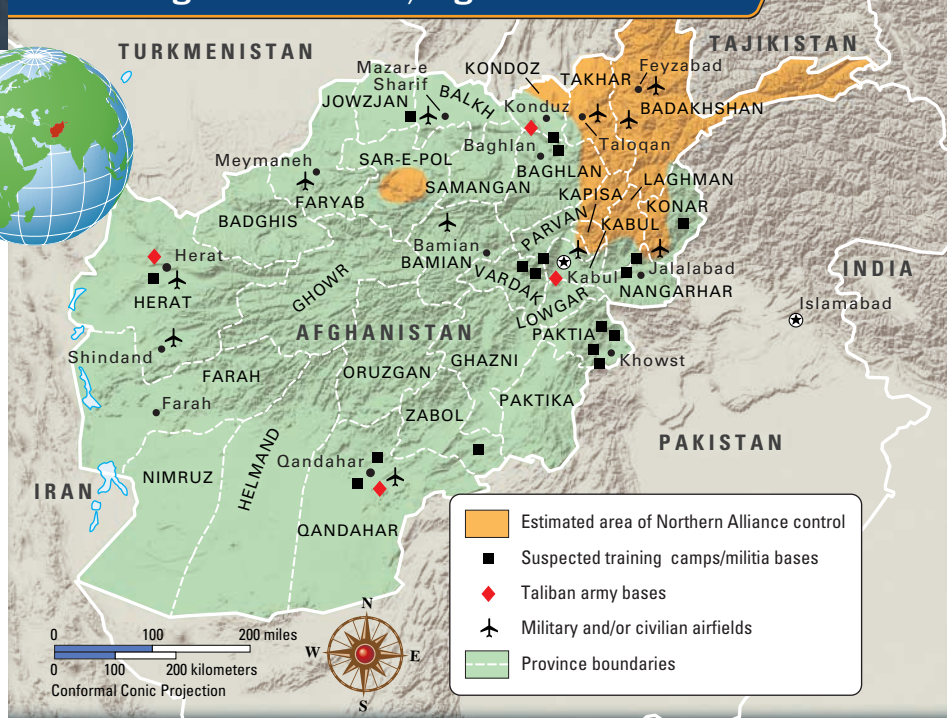 TURKMENISTAN
TAJIKISTAN
Mazar-e
Sharif
KONDOZ
TAKHAR
Feyzabad
JOWZJAN
BALKH
Konduz
BADAKHSHAN
Taloqan
Baghlan
Meymaneh
SAR-E-POL
BAGHLAN
LAGHMAN
FARYAB
SAMANGAN
KAPISA
KONAR
BADGHIS
PARVAN
KABUL
Bamian
BAMIAN
Herat
VARDAK
Kabul
Jalalabad
INDIA
HERAT
GHOWR
NANGARHAR
LOWGAR
Islamabad
AFGHANISTAN
PAKTIA
Shindand
GHAZNI
Khowst
FARAH
ORUZGAN
Farah
ZABOL
PAKTIKA
PAKISTAN
HELMAND
Qandahar
NIMRUZ
IRAN
QANDAHAR
Estimated area of Northern Alliance control
Suspected training camps/militia bases
Taliban army bases
Military and/or civilian airfields
Province boundaries
N
W
E
S
0 100 200 miles
0 100 200 kilometers
Conformal Conic Projection